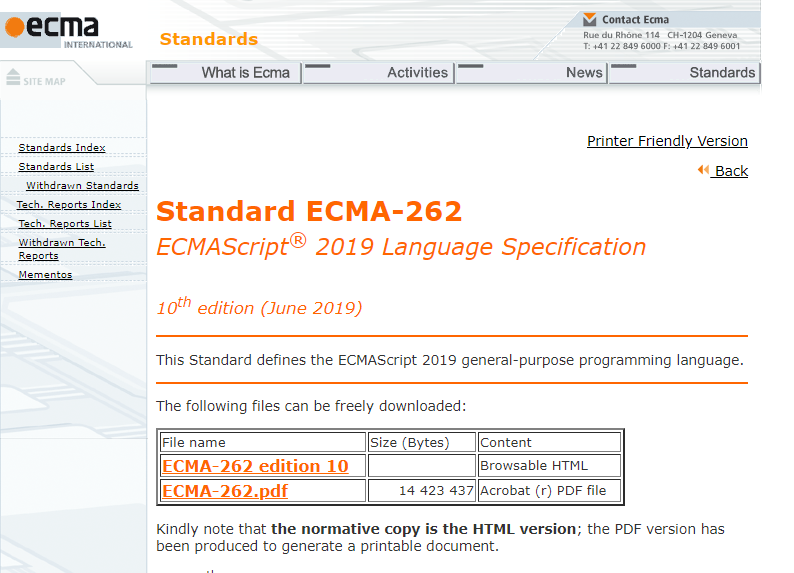 ecma
INTERNATIONAL
Standards
Contact Ecma
Rue du Rhône 114 CH-1204 Geneva
T: +41 22 849 6000 F: +41 22 849 6001
SITE MAP
What is Ecma
Activities
News
Standards
Standards Index
Standards List
Withdrawn Standards
Tech. Reports Index
Tech. Reports List
Withdrawn Tech.
Reports
Mementos
Printer Friendly Version
Back
Standard ECMA-262
ECMAScript® 2019 Language Specification
10th edition (June 2019)
This Standard defines the ECMAScript 2019 general-purpose programming language.
The following files can be freely downloaded:
File name Size (Bytes) Content
ECMA-262 edition 10 Browsable HTML
ECMA-262.pdf 14 423 437 Acrobat (r) PDF file
Kindly note that the normative copy is the HTML version; the PDF version has
been produced to generate a printable document.